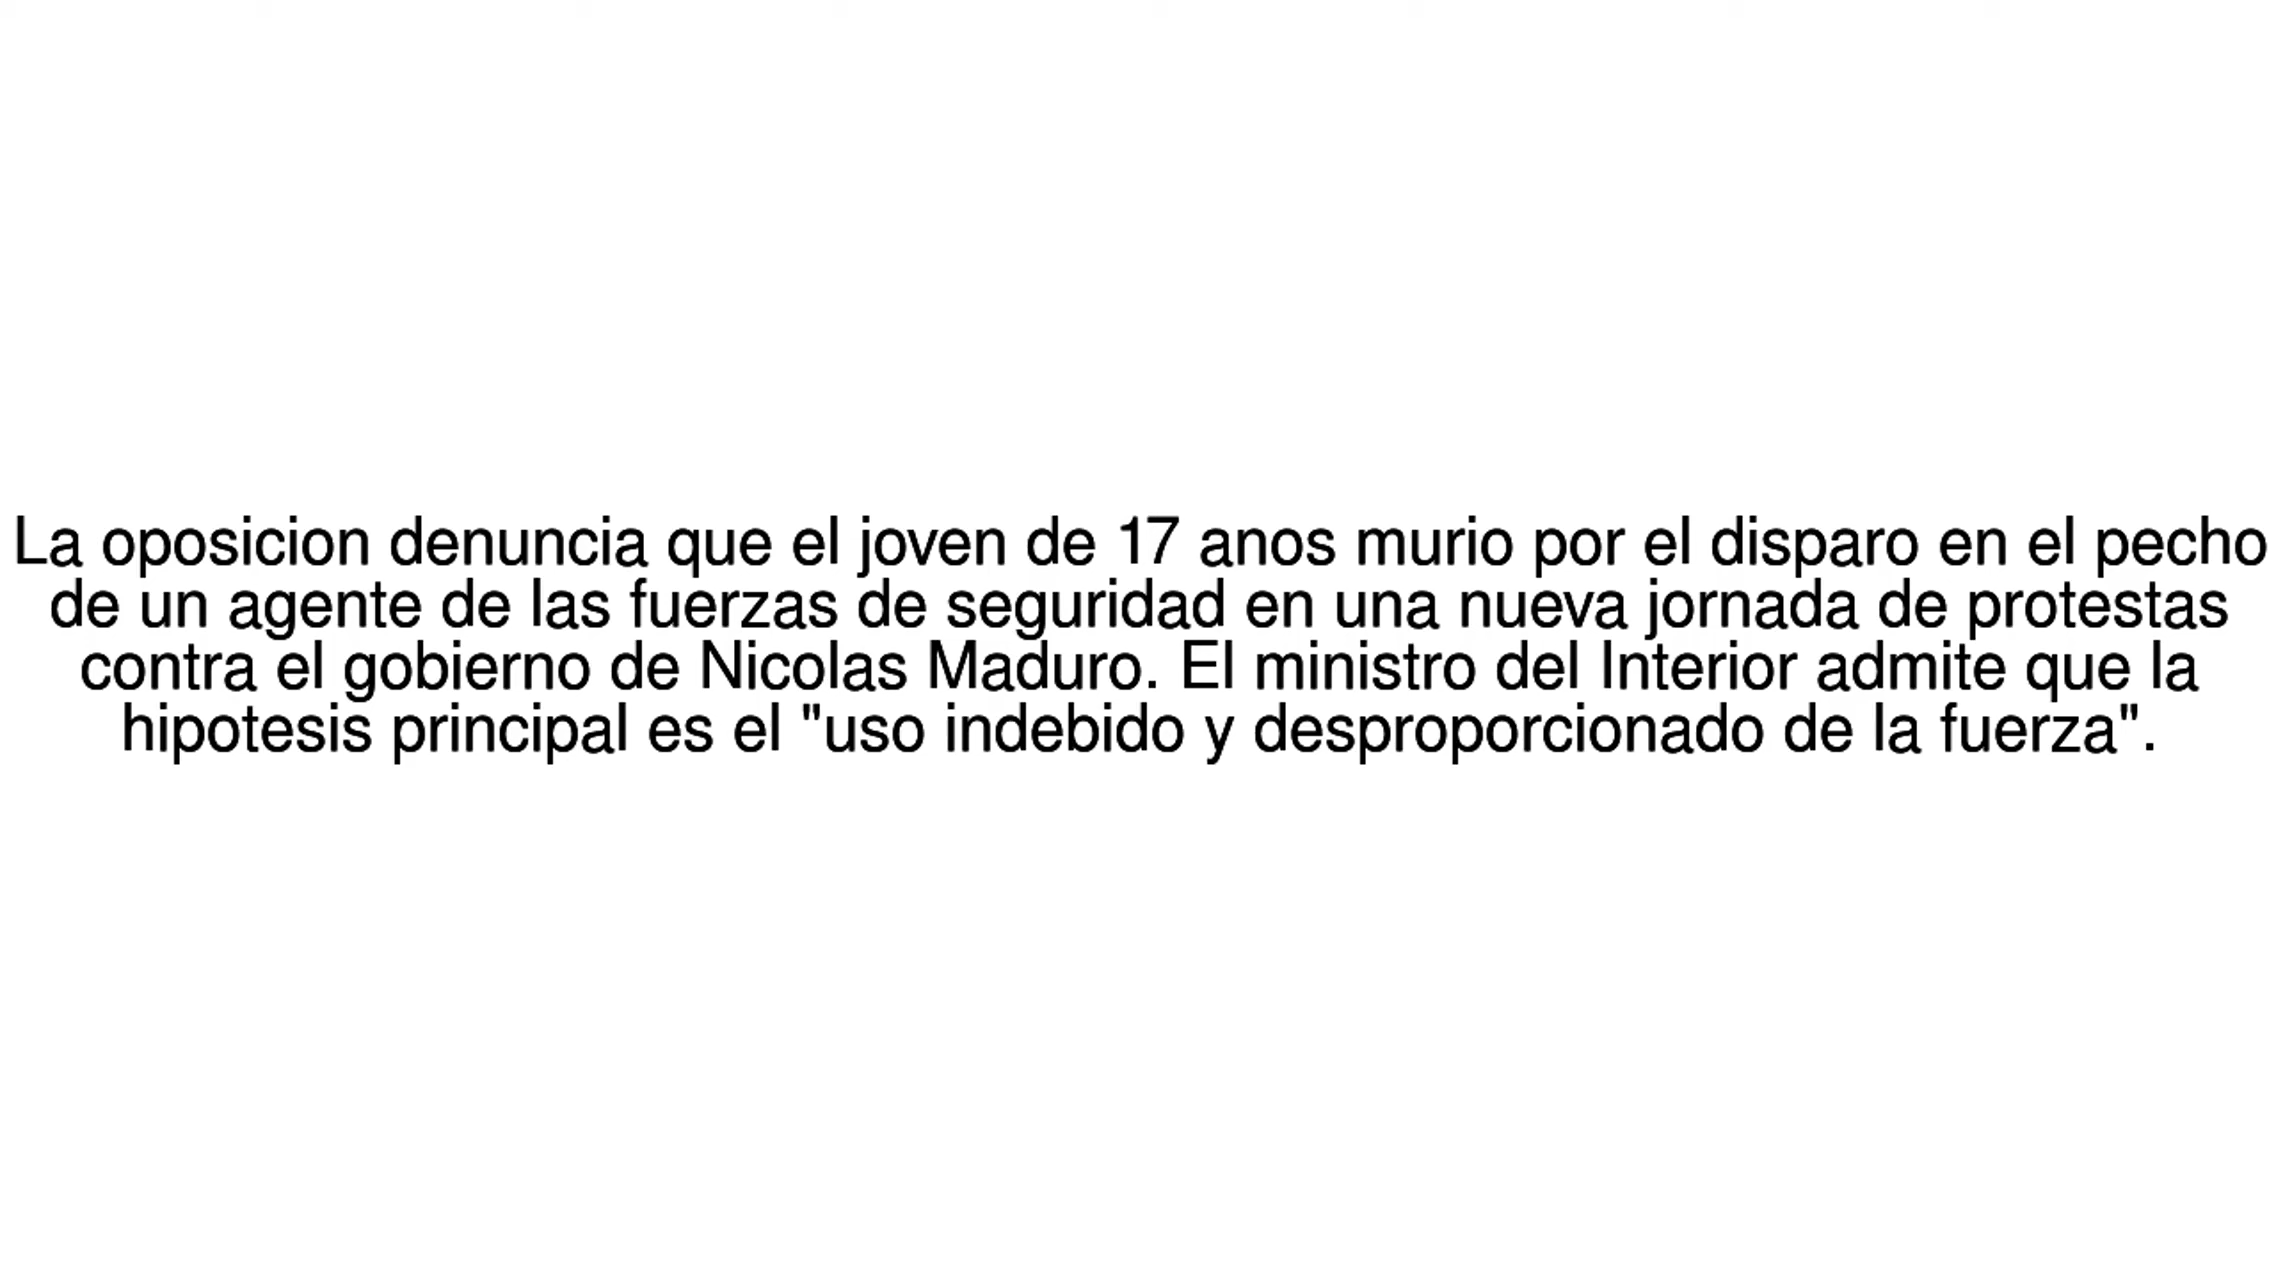 La oposicion denuncia que el joven de 17 anos murio por el disparo en el pecho
de un agente de las fuerzas de seguridad en una nueva jornada de protestas
contra el gobierno de Nicolas Maduro. El ministro del Interior admite que la
hipotesis principal es el "uso indebido y desproporcionado de la fuerza".